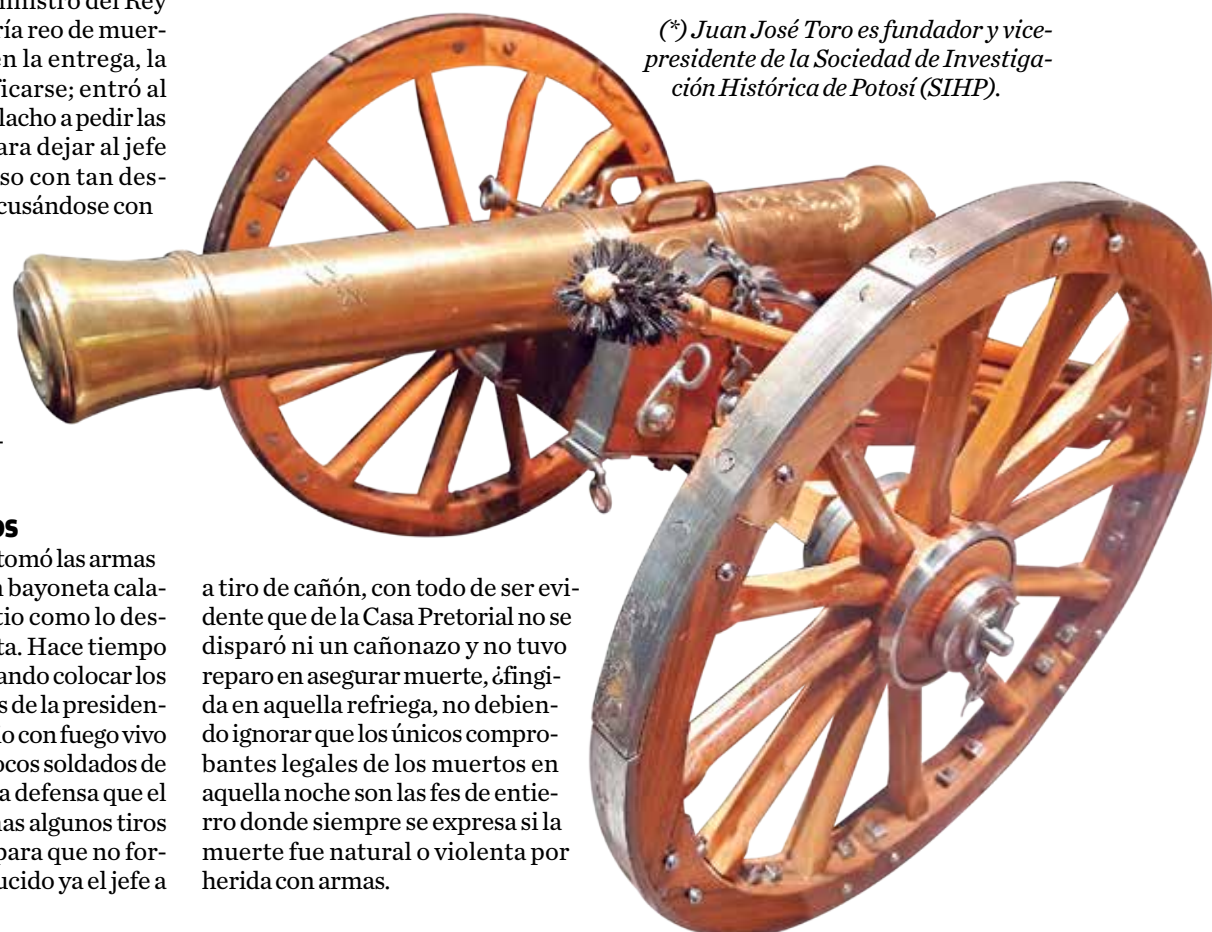 ministro del Rey
ría reo de muer-
en la entrega, la
ficarse; entró al
lacho a pedir las
ara dejar al jefe
so con tan des-
cusándose con
os
tomó las armas
n bayoneta cala-
tio como lo des-
ta. Hace tiempo
ando colocar los
s de la presiden-
o con fuego vivo
ocos soldados de
a defensa que el
nas algunos tiros
para que no for-
ucido ya el jefe a
a tiro de cañón, con todo de ser evi-
dente que de la Casa Pretorial no se
disparó ni un cañonazo y no tuvo
reparo en asegurar muerte, ¿fingi-
da en aquella refriega, no debien-
do ignorar que los únicos compro-
bantes legales de los muertos en
aquella noche son las fes de entie-
rro donde siempre se expresa si la
muerte fue natural o violenta por
herida con armas.
(*) Juan José Toro es fundador y vice-
presidente de la Sociedad de Investiga-
ción Histórica de Potosí (SIHP).